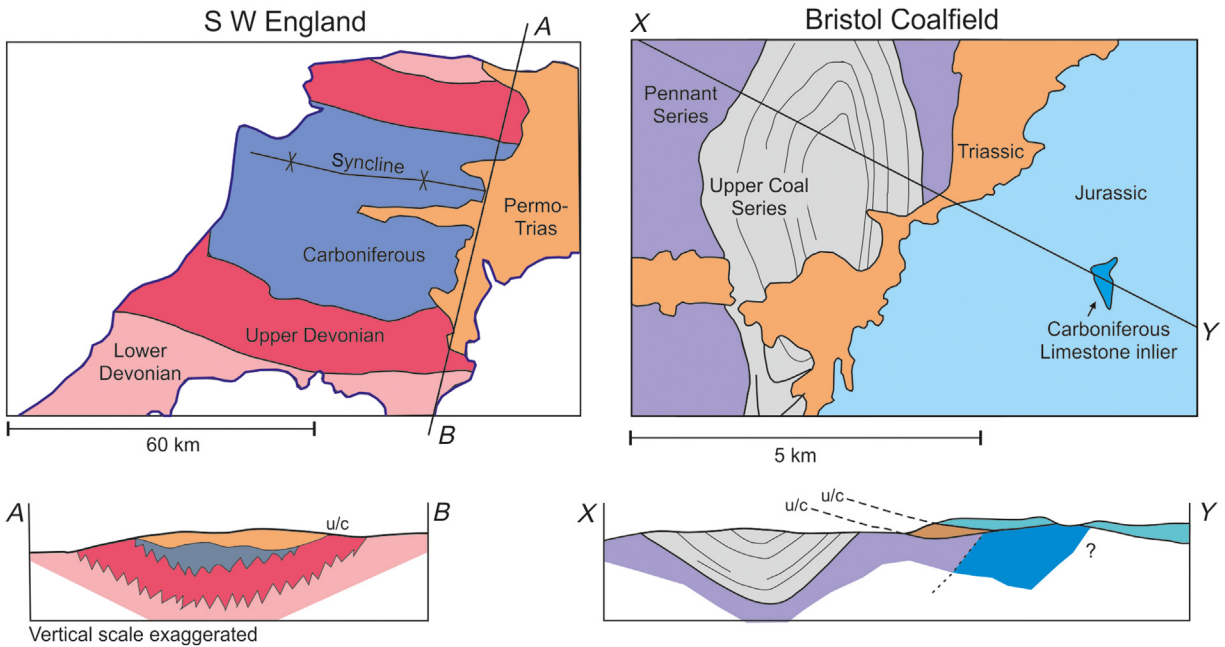 S W England
A
Syncline
Permo-
Trias
Carboniferous
Upper Devonian
Lower
Devonian
B
60 km
Bristol Coalfield
X
Pennant
Series
Triassic
Upper Coal
Series
Jurassic
Carboniferous
Limestone inlier
Y
5 km
A
u/c
B
Vertical scale exaggerated
X
u/c
u/c
?
Y